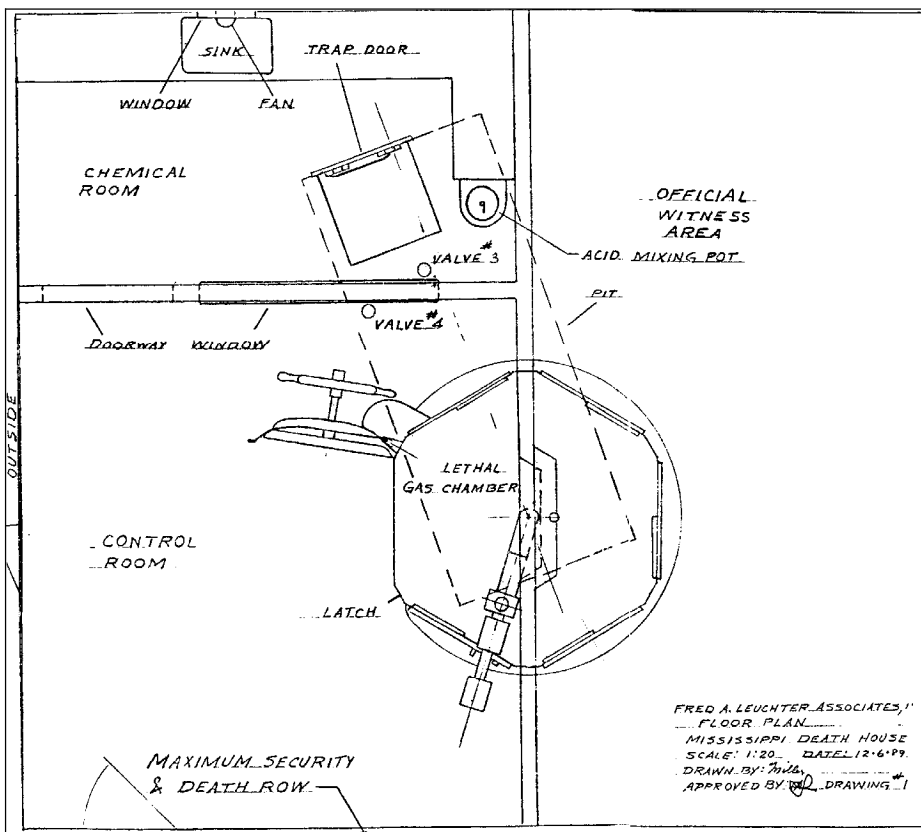 SINK
TRAP DOOR
WINDOW
FAN
CHEMICAL
ROOM
OFFICIAL
WITNESS
AREA
9
ACID MIXING POT
VALVE #3
PIT
VALVE #4
DOORWAY
WINDOW
OUTSIDE
LETHAL
GAS CHAMBER
CONTROL
ROOM
LATCH
MAXIMUM SECURITY
& DEATH ROW
FRED A. LEUCHTER ASSOCIATES,
FLOOR PLAN
MISSISSIPPI DEATH HOUSE
SCALE: 1:20 DATE: 12-6-89
DRAWN BY: Miller
APPROVED BY: DRAWING #1